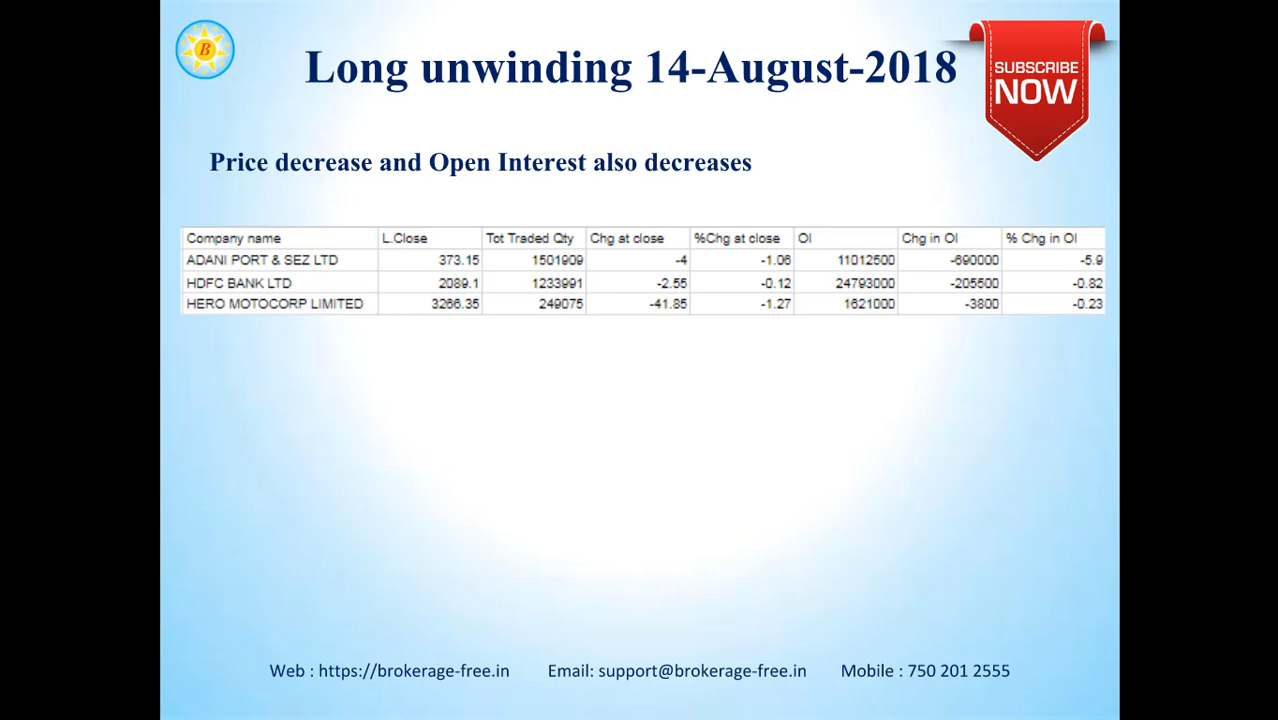 B
Long unwinding 14-August-2018
SUBSCRIBE
NOW
Price decrease and Open Interest also decreases
Company name L.Close Tot Traded Qty Chg at close %Chg at close OI Chg in OI % Chg in OI
ADANI PORT & SEZ LTD 373.15 1501909 -4 -1.06 11012500 -690000 -5.9
HDFC BANK LTD 2089.1 1233991 -2.55 -0.12 24793000 -205500 -0.82
HERO MOTOCORP LIMITED 3266.35 249075 -41.85 -1.27 1621000 -3800 -0.23
Web : https://brokerage-free.in Email: support@brokerage-free.in Mobile : 750 201 2555